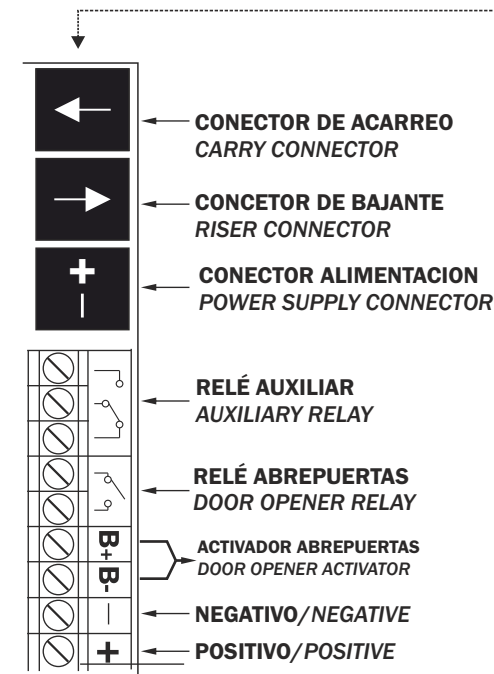 CONECTOR DE ACARREO
CARRY CONNECTOR
CONCETOR DE BAJANTE
RISER CONNECTOR
+
–
CONECTOR ALIMENTACION
POWER SUPPLY CONNECTOR
RELÉ AUXILIAR
AUXILIARY RELAY
RELÉ ABREPUERTAS
DOOR OPENER RELAY
B+
B-
ACTIVADOR ABREPUERTAS
DOOR OPENER ACTIVATOR
–
NEGATIVO/NEGATIVE
+
POSITIVO/POSITIVE